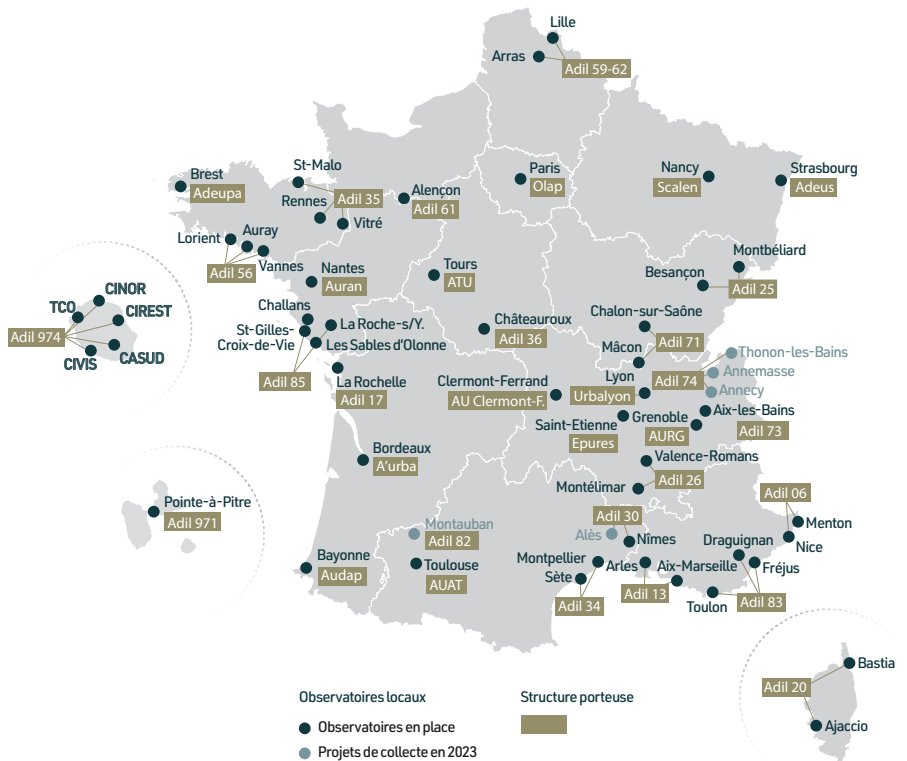 Lille
Arras
Adil 59-62
St-Malo
Brest
Adeupa
Rennes
Adil 35
Vitré
Alençon
Adil 61
Paris
Olap
Nancy
Scalen
Strasbourg
Adeus
Lorient
Auray
Vannes
Adil 56
Nantes
Auran
Tours
ATU
Montbéliard
Besançon
Adil 25
CINOR
TCO
CIREST
Adil 974
CIVIS
CASUD
Challans
St-Gilles-
Croix-de-Vie
La Roche-s/Y.
Les Sables d'Olonne
Adil 85
Châteauroux
Adil 36
Chalon-sur-Saône
Adil 71
Mâcon
Thonon-les-Bains
Annemasse
Annecy
Adil 74
Lyon
Urbalyon
La Rochelle
Adil 17
Clermont-Ferrand
AU Clermont-F.
Saint-Etienne
Epures
Grenoble
AURG
Aix-les-Bains
Adil 73
Bordeaux
A'urba
Valence-Romans
Adil 26
Montélimar
Pointe-à-Pitre
Adil 971
Montauban
Adil 82
Toulouse
AUAT
Bayonne
Audap
Adil 30
Alès
Nîmes
Montpellier
Sète
Adil 34
Arles
Aix-Marseille
Adil 13
Draguignan
Fréjus
Toulon
Adil 83
Adil 06
Menton
Nice
Bastia
Adil 20
Ajaccio
Observatoires locaux
Observatoires en place
Projets de collecte en 2023
Structure porteuse